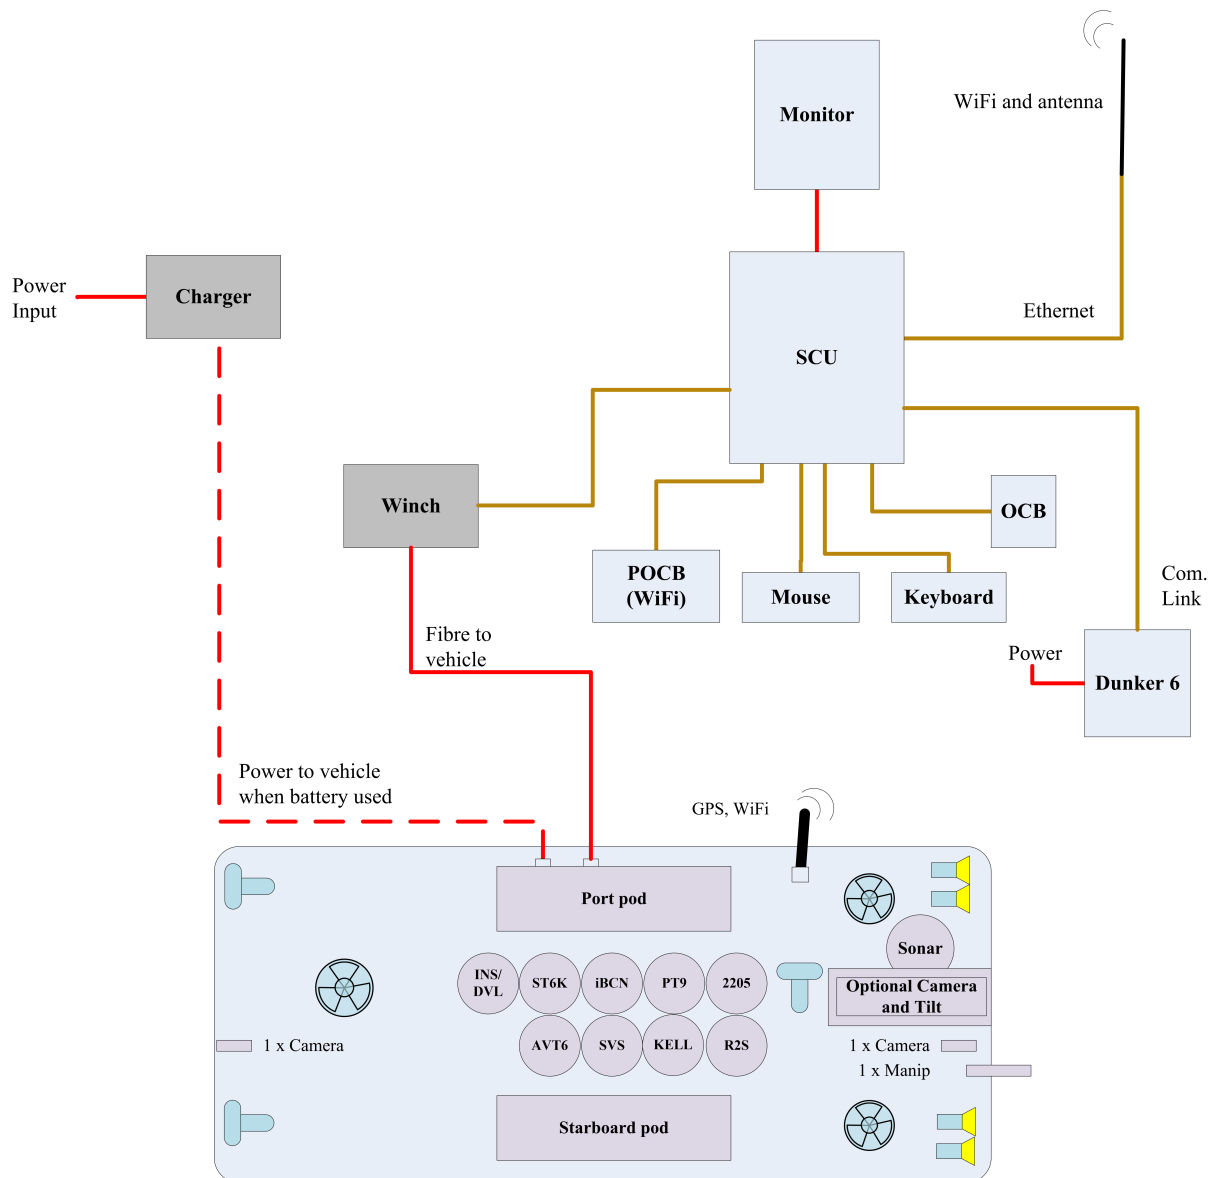 Monitor
WiFi and antenna
Power
Input
Charger
Ethernet
SCU
Winch
OCB
POCB
(WiFi)
Mouse
Keyboard
Com.
Link
Fibre to
vehicle
Power
Dunker 6
Power to vehicle
when battery used
GPS, WiFi
Port pod
Sonar
INS/
DVL
ST6K
iBCN
PT9
2205
Optional Camera
and Tilt
AVT6
SVS
KELL
R2S
1 x Camera
1 x Camera
1 x Manip
Starboard pod